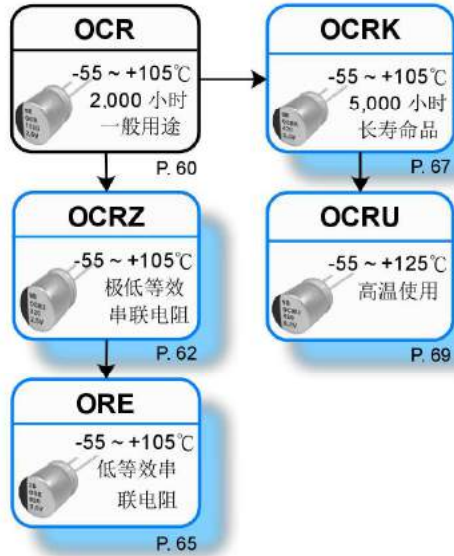 OCR
-55 ~ +105℃
2,000 小时
一般用途
P. 60
OCRK
-55 ~ +105℃
5,000 小时
长寿命品
P. 67
OCRZ
-55 ~ +105℃
极低等效
串联电阻
P. 62
OCRU
-55 ~ +125℃
高温使用
P. 69
ORE
-55 ~ +105℃
低等效串
联电阻
P. 65